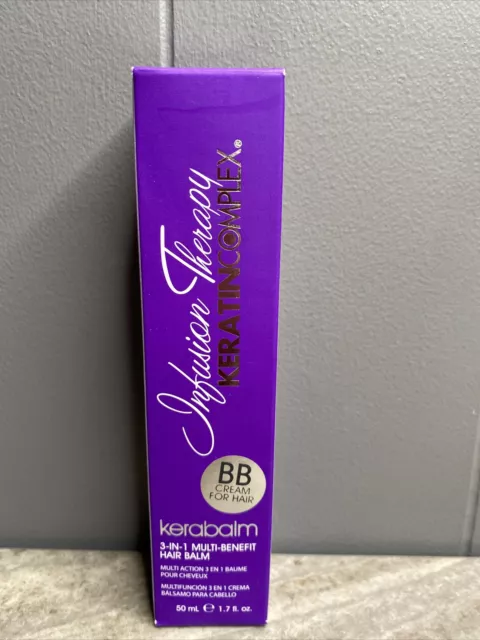 Infusion Therapy
KERATINCOMPLEX®
BB
CREAM
FOR HAIR
kerabalm
3-IN-1 MULTI-BENEFIT
HAIR BALM
MULTI ACTION 3 EN 1 BAUME
POUR CHEVEUX
MULTIFUNCIÓN 3 EN 1 CREMA
BÁLSAMO PARA CABELLO
50 mL ℮ 1.7 fl. oz.